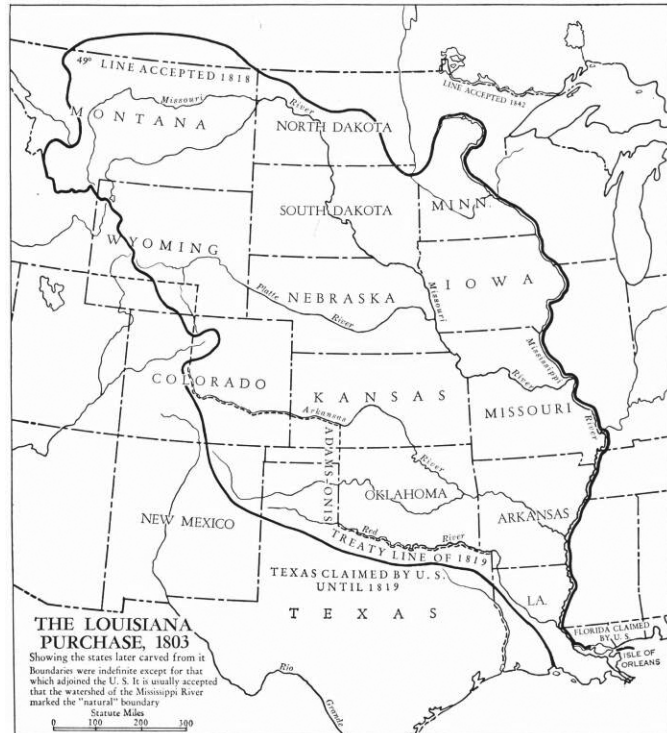 49° LINE ACCEPTED 1818
LINE ACCEPTED 1842
Missouri River
MONTANA
NORTH DAKOTA
MINN.
SOUTH DAKOTA
WYOMING
IOWA
NEBRASKA
Platte River
Missouri River
Mississippi River
COLORADO
KANSAS
MISSOURI
Arkansas River
ADAMS-ONIS
OKLAHOMA
ARKANSAS
NEW MEXICO
Red River
TREATY LINE OF 1819
TEXAS CLAIMED BY U. S.
UNTIL 1819
TEXAS
LA.
FLORIDA CLAIMED
BY U. S.
ISLE OF
ORLEANS
Rio Grande
THE LOUISIANA
PURCHASE, 1803
Showing the states later carved from it
Boundaries were indefinite except for that
which adjoined the U. S. It is usually accepted
that the watershed of the Mississippi River
marked the "natural" boundary
Statute Miles
0 100 200 300